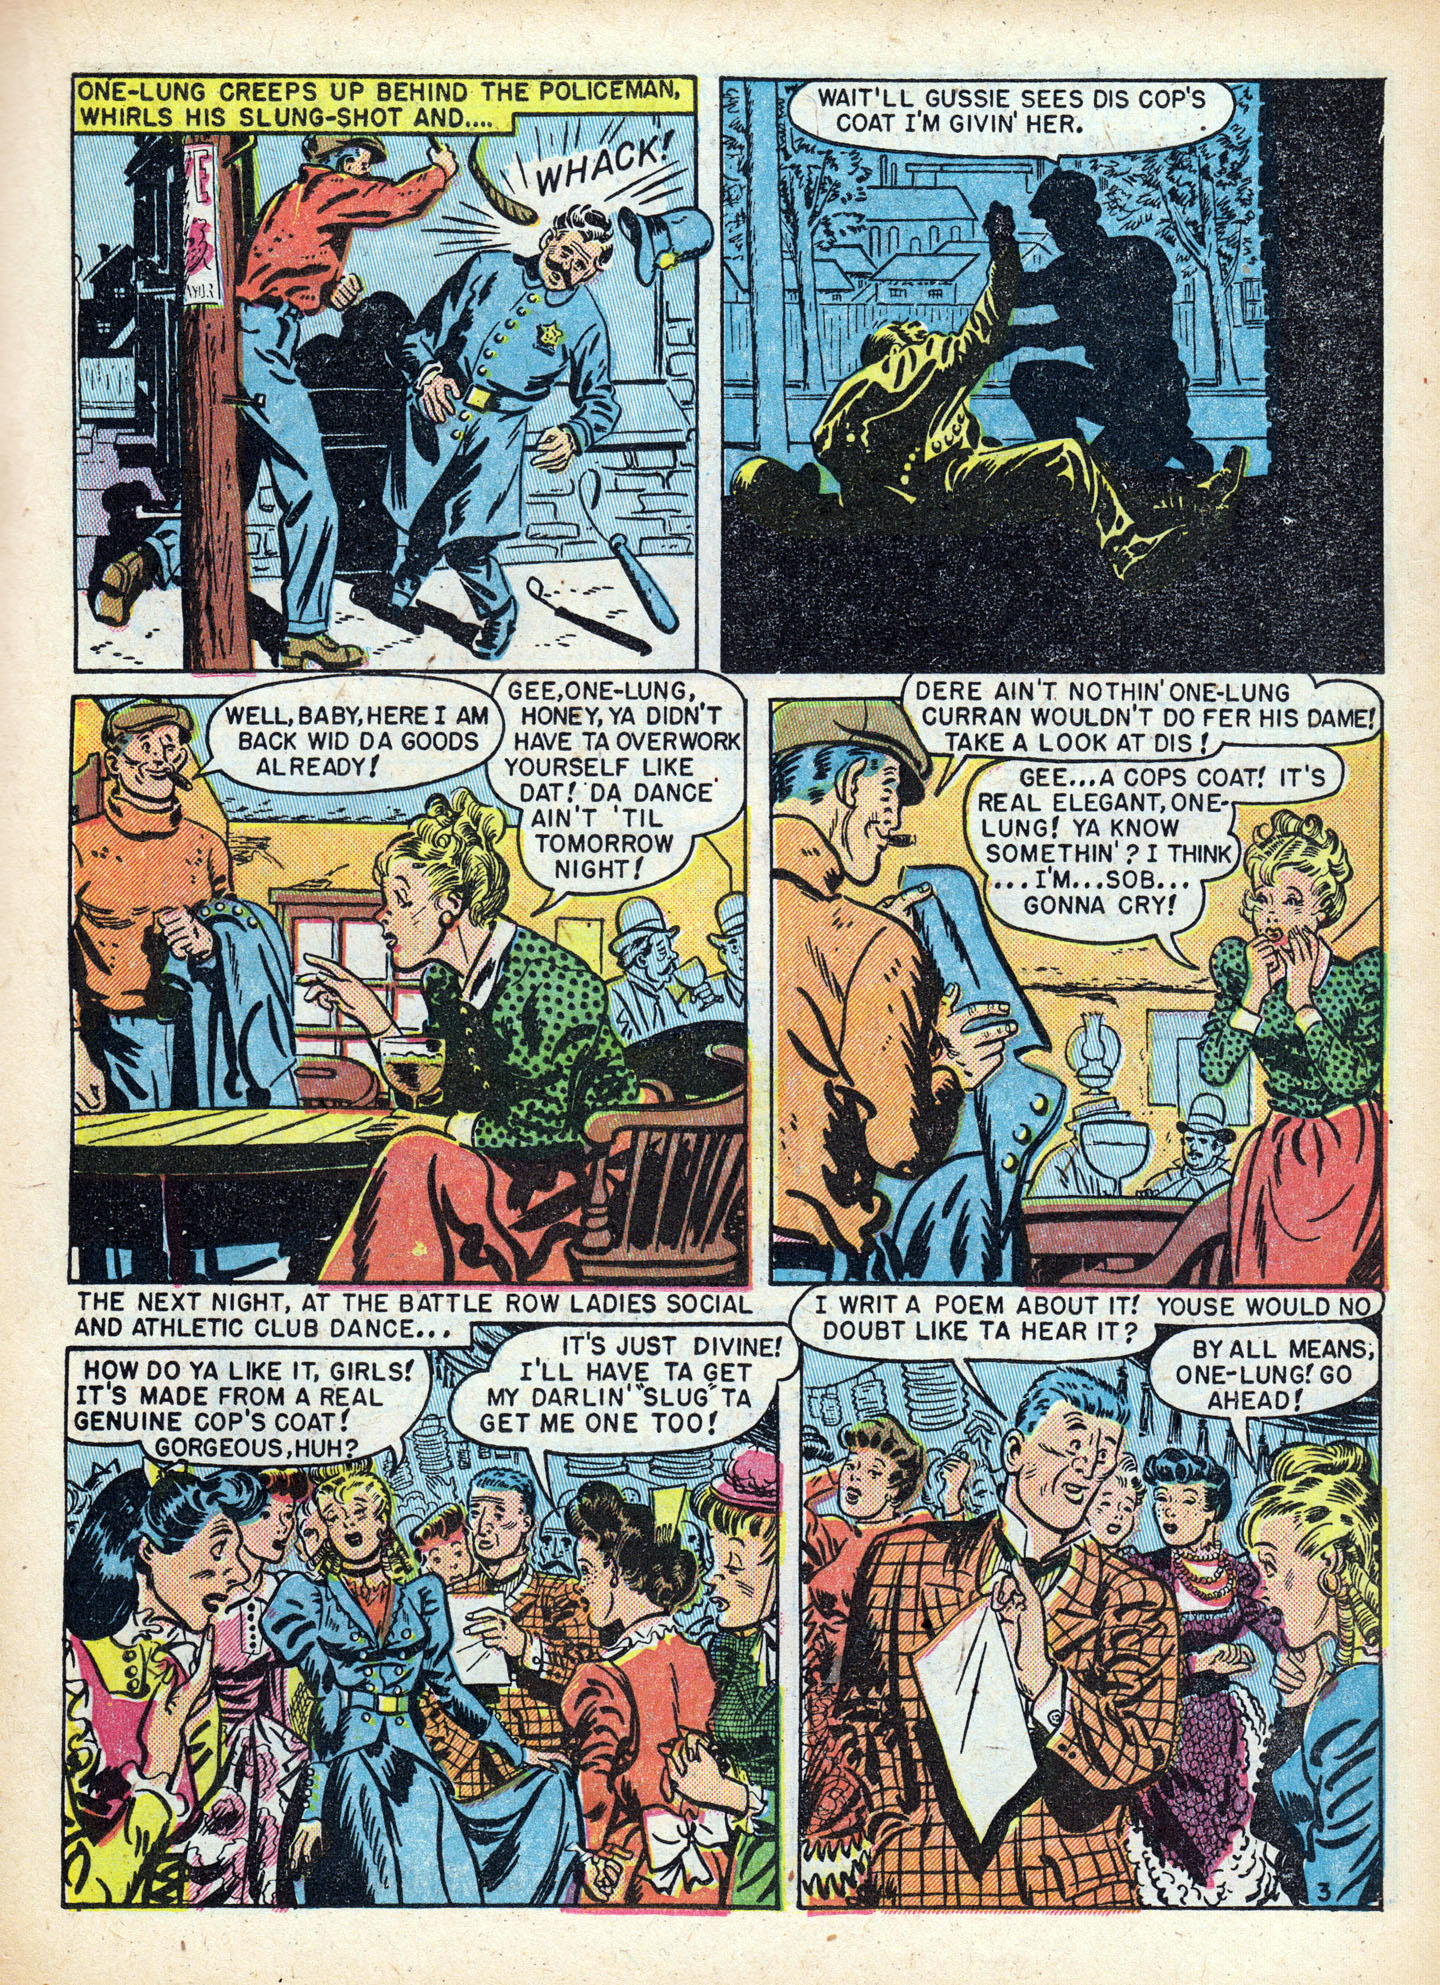 ONE-LUNG CREEPS UP BEHIND THE POLICEMAN,
WHIRLS HIS SLUNG-SHOT AND....
WHACK!
E
AYOR
WAIT'LL GUSSIE SEES DIS COP'S
COAT I'M GIVIN' HER.
WELL, BABY, HERE I AM
BACK WID DA GOODS
ALREADY!
GEE, ONE-LUNG,
HONEY, YA DIDN'T
HAVE TA OVERWORK
YOURSELF LIKE
DAT! DA DANCE
AIN'T 'TIL
TOMORROW
NIGHT!
DERE AIN'T NOTHIN' ONE-LUNG
CURRAN WOULDN'T DO FER HIS DAME!
TAKE A LOOK AT DIS!
GEE...A COPS COAT! IT'S
REAL ELEGANT, ONE-
LUNG! YA KNOW
SOMETHIN'? I THINK
...I'M...SOB...
GONNA CRY!
THE NEXT NIGHT, AT THE BATTLE ROW LADIES SOCIAL
AND ATHLETIC CLUB DANCE...
HOW DO YA LIKE IT, GIRLS!
IT'S MADE FROM A REAL
GENUINE COP'S COAT!
GORGEOUS, HUH?
IT'S JUST DIVINE!
I'LL HAVE TA GET
MY DARLIN' "SLUG" TA
GET ME ONE TOO!
I WRIT A POEM ABOUT IT! YOUSE WOULD NO
DOUBT LIKE TA HEAR IT?
BY ALL MEANS,
ONE-LUNG! GO
AHEAD!
3